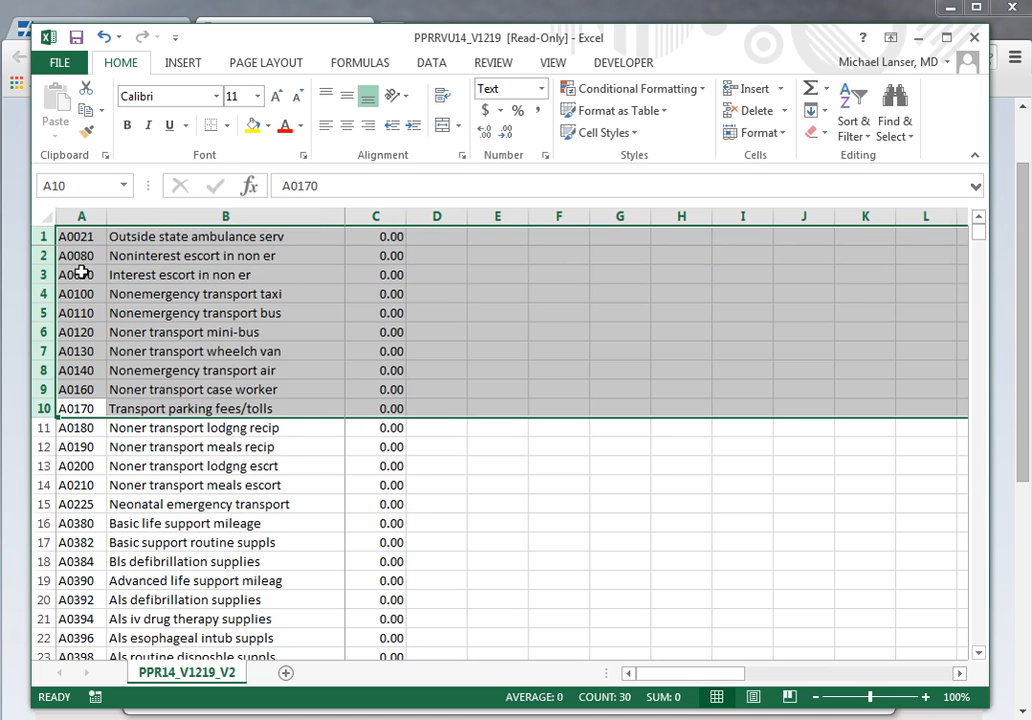 PPRRVU14_V1219 [Read-Only] - Excel
FILE HOME INSERT PAGE LAYOUT FORMULAS DATA REVIEW VIEW DEVELOPER Michael Lanser, MD
Paste Calibri 11 Text Conditional Formatting Insert
Format as Table Delete Sort & Filter Find & Select
Cell Styles Format
Clipboard Font Alignment Number Styles Cells Editing
A10 fx A0170
A B C D E F G H I J K L
1 A0021 Outside state ambulance serv 0.00
2 A0080 Noninterest escort in non er 0.00
3 Interest escort in non er 0.00
4 A0100 Nonemergency transport taxi 0.00
5 A0110 Nonemergency transport bus 0.00
6 A0120 Noner transport mini-bus 0.00
7 A0130 Noner transport wheelch van 0.00
8 A0140 Nonemergency transport air 0.00
9 A0160 Noner transport case worker 0.00
10 A0170 Transport parking fees/tolls 0.00
11 A0180 Noner transport lodgng recip 0.00
12 A0190 Noner transport meals recip 0.00
13 A0200 Noner transport lodgng escrt 0.00
14 A0210 Noner transport meals escort 0.00
15 A0225 Neonatal emergency transport 0.00
16 A0380 Basic life support mileage 0.00
17 A0382 Basic support routine suppls 0.00
18 A0384 Bls defibrillation supplies 0.00
19 A0390 Advanced life support mileag 0.00
20 A0392 Als defibrillation supplies 0.00
21 A0394 Als iv drug therapy supplies 0.00
22 A0396 Als esophageal intub suppls 0.00
23 A0398 Als routine disposble suppls 0.00
PPR14_V1219_V2
READY AVERAGE: 0 COUNT: 30 SUM: 0 100%